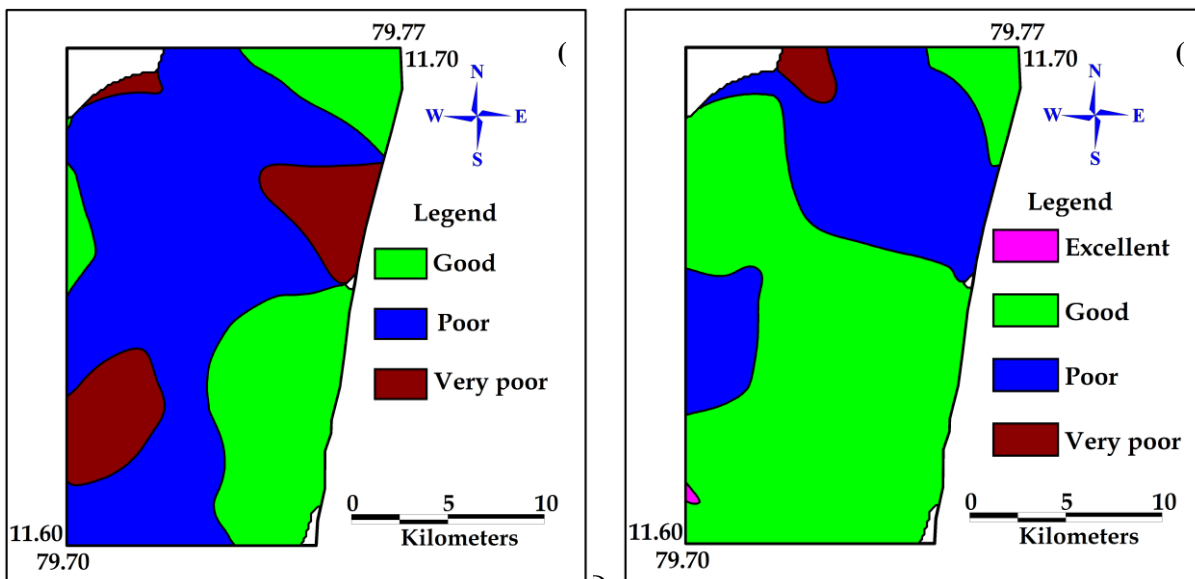 79.77
11.70
(
N
W E
S
Legend
Good
Poor
Very poor
0 5 10
Kilometers
11.60
79.70
79.77
11.70
(
N
W E
S
Legend
Excellent
Good
Poor
Very poor
0 5 10
Kilometers
11.60
79.70